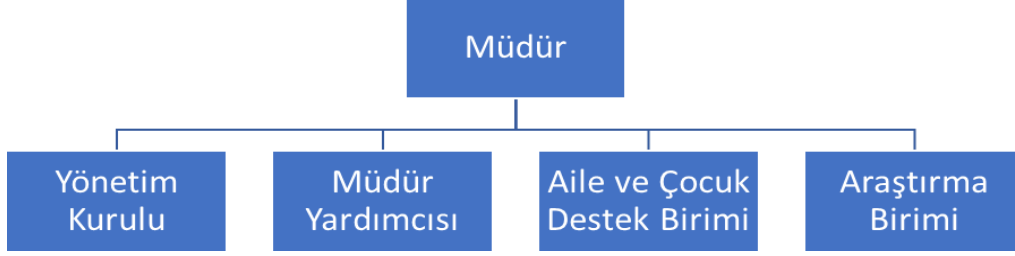 Müdür
Yönetim
Kurulu
Müdür
Yardımcısı
Aile ve Çocuk
Destek Birimi
Araştırma
Birimi